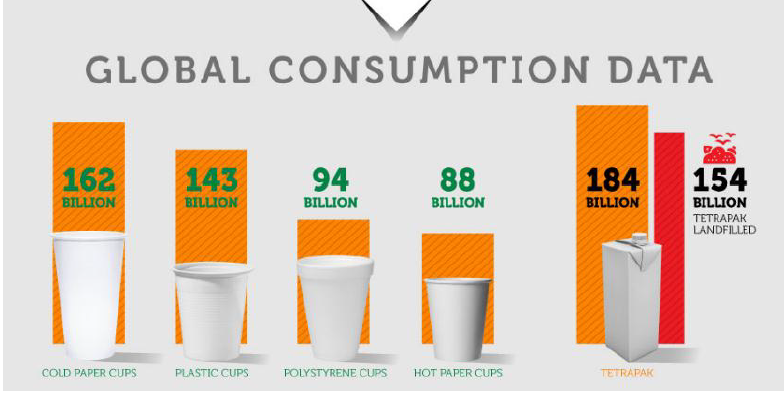 GLOBAL CONSUMPTION DATA
162
BILLION
COLD PAPER CUPS
143
BILLION
PLASTIC CUPS
94
BILLION
POLYSTYRENE CUPS
88
BILLION
HOT PAPER CUPS
184
BILLION
TETRAPAK
154
BILLION
TETRAPAK
LANDFILLED